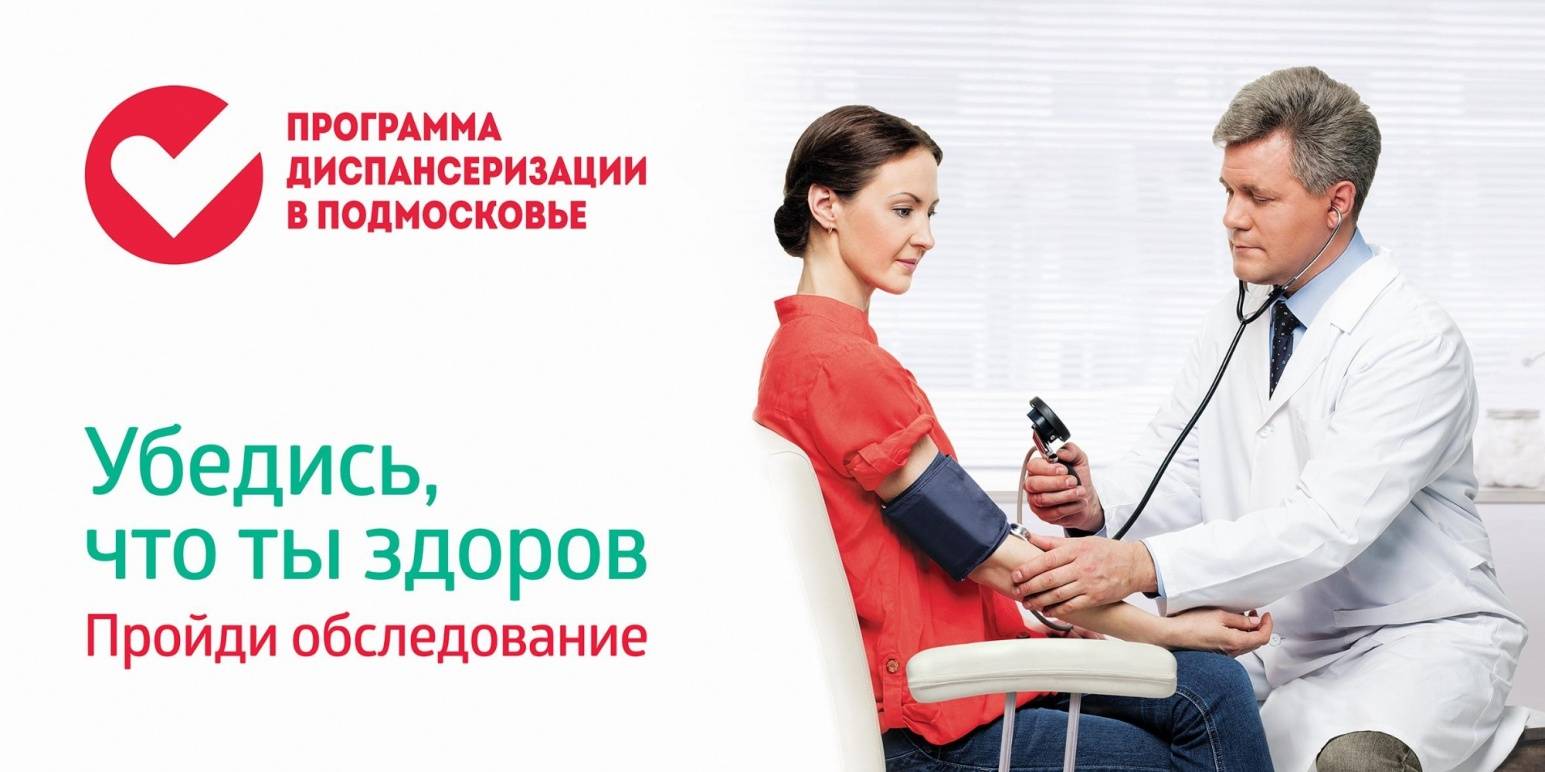 ПРОГРАММА
ДИСПАНСЕРИЗАЦИИ
В ПОДМОСКОВЬЕ
Убедись,
что ты здоров
Пройди обследование